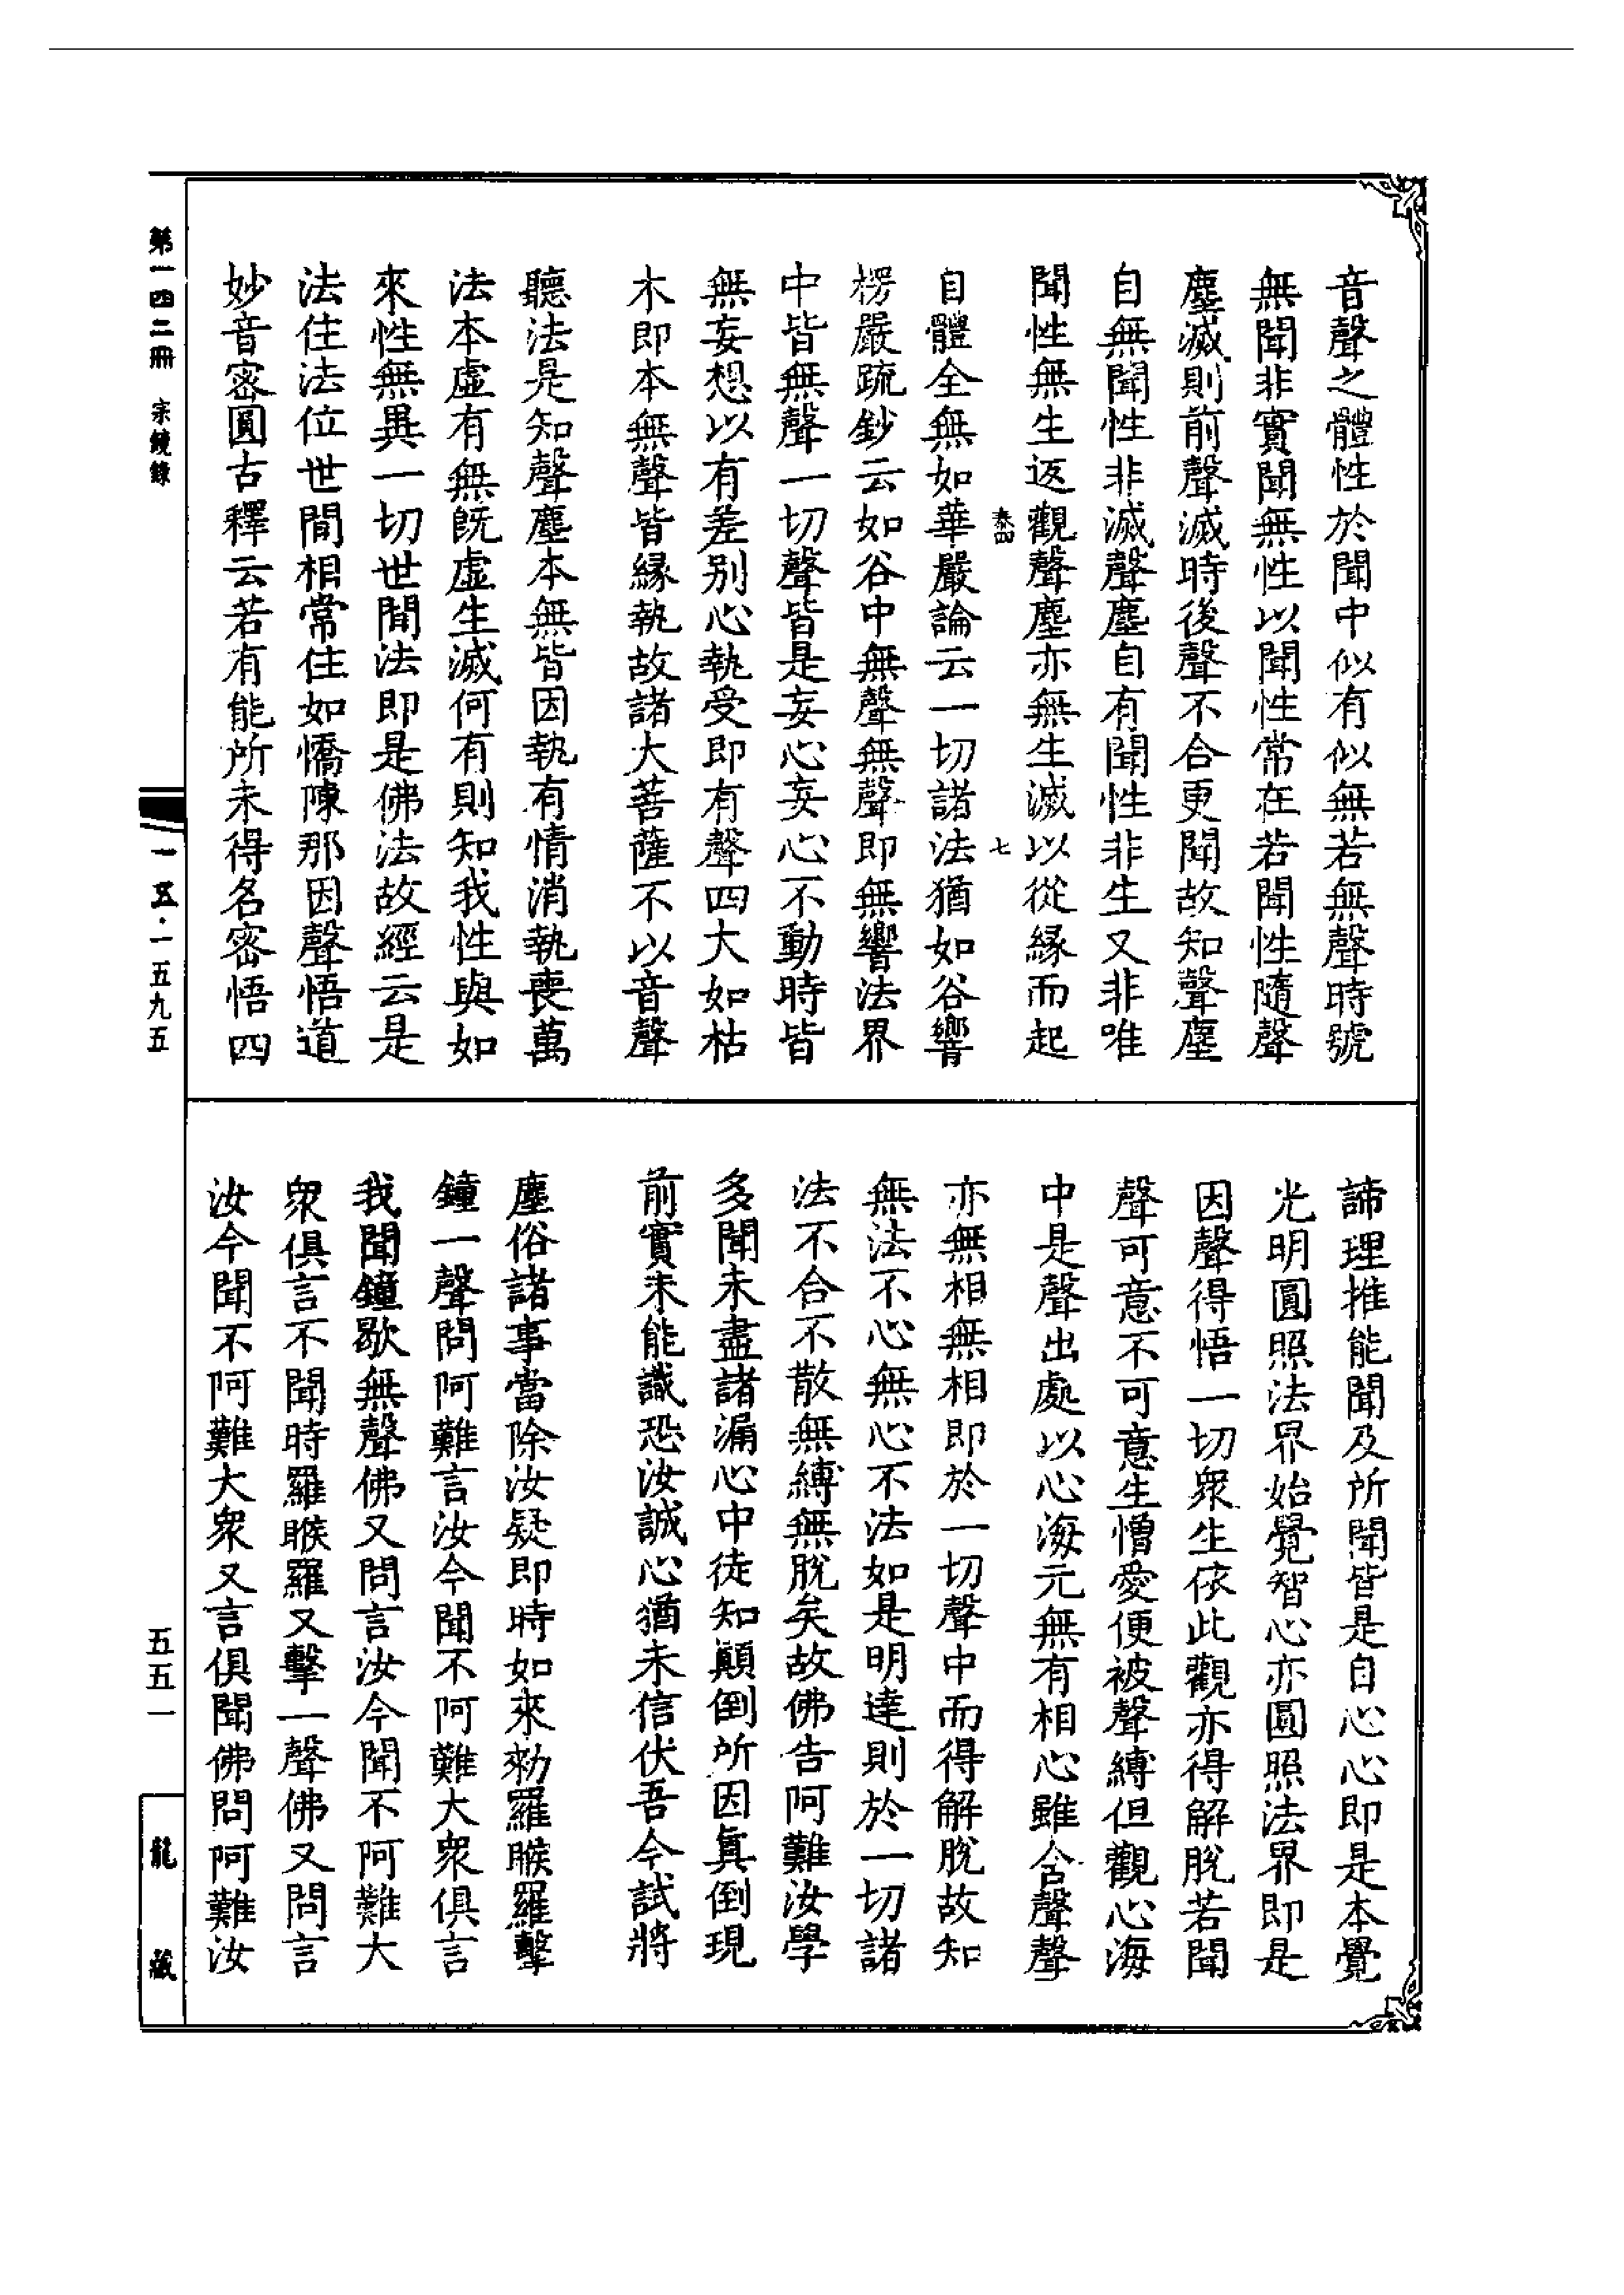 音聲之體性於聞中似有似無若無聲時號
無聞非實聞無性以聞性常在若聞性隨聲
塵滅則前聲滅時後聲不合更聞故知聲塵
自無聞性非滅聲塵自有聞性非生又非唯
聞性無生返觀聲塵亦無生滅以從緣而起
泰四 七
自體全無如華嚴論云一切諸法猶如谷響
楞嚴疏鈔云如谷中無聲無聲即無響法界
中皆無聲一切聲皆是妄心妄心不動時皆
無妄想以有差别心執受即有聲四大如枯
木即本無聲皆緣執故諸大菩薩不以音聲
聽法是知聲塵本無皆因執有情消執喪萬
法本虛有無旣虛生滅何有則知我性與如
來性無異一切世間法即是佛法故經云是
法住法位世間相常住如憍陳那因聲悟道
妙音密圓古釋云若有能所未得名密悟四
諦理推能聞及所聞皆是自心心即是本覺
光明圓照法界始覺智心亦圓照法界即是
因聲得悟一切衆生依此觀亦得解脫若聞
聲可意不可意生憎愛便被聲縛但觀心海
中是聲出處以心海元無有相心雖含聲聲
亦無相無相即於一切聲中而得解脫故知
無法不心無心不法如是明達則於一切諸
法不合不散無縛無脫矣故佛告阿難汝學
多聞未盡諸漏心中徒知顛倒所因眞倒現
前實未能識恐汝誠心猶未信伏吾今試將
塵俗諸事當除汝疑即時如來勑羅睺羅擊
鐘一聲問阿難言汝今聞不阿難大衆俱言
我聞鐘歇無聲佛又問言汝今聞不阿難大
衆俱言不聞時羅睺羅又擊一聲佛又問言
汝今聞不阿難大衆又言俱聞佛問阿難汝
第一四二冊 宗鏡錄
一五·一五九五
五五一
龍藏